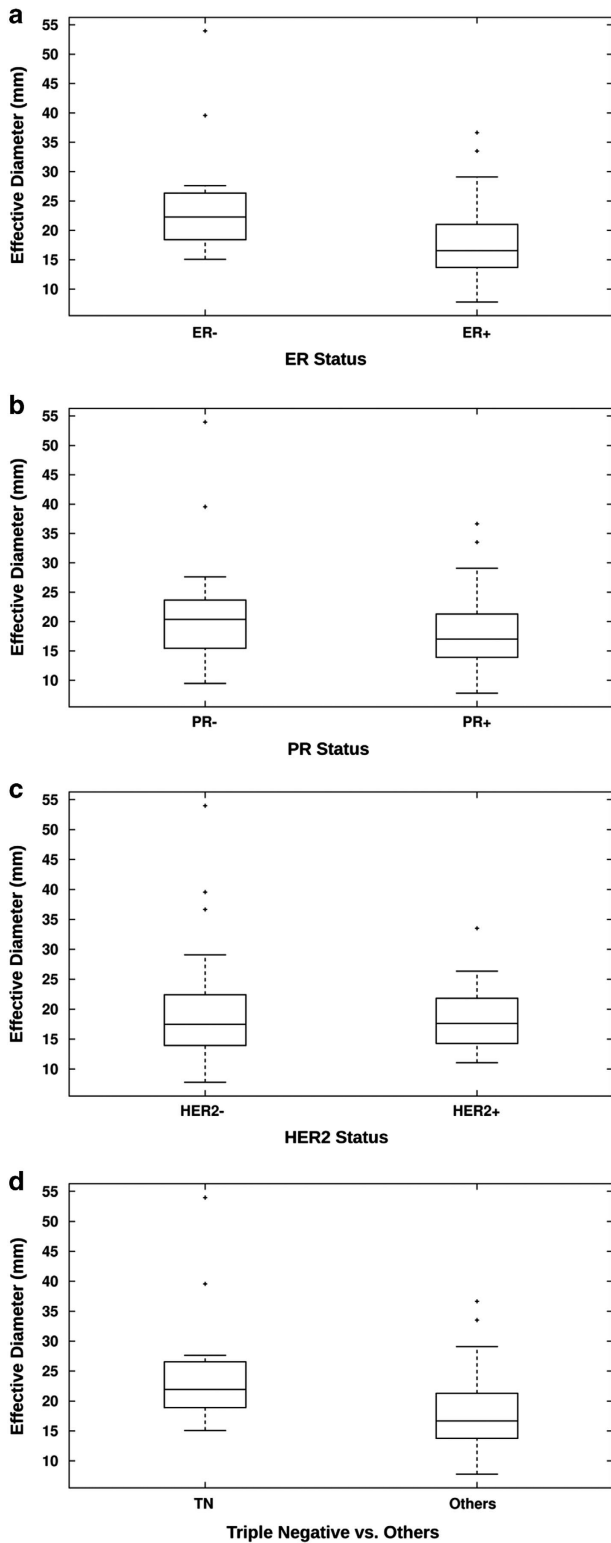 a
Effective Diameter (mm)
55
50
45
40
35
30
25
20
15
10
ER- ER+
ER Status
b
Effective Diameter (mm)
55
50
45
40
35
30
25
20
15
10
PR- PR+
PR Status
c
Effective Diameter (mm)
55
50
45
40
35
30
25
20
15
10
HER2- HER2+
HER2 Status
d
Effective Diameter (mm)
55
50
45
40
35
30
25
20
15
10
TN Others
Triple Negative vs. Others